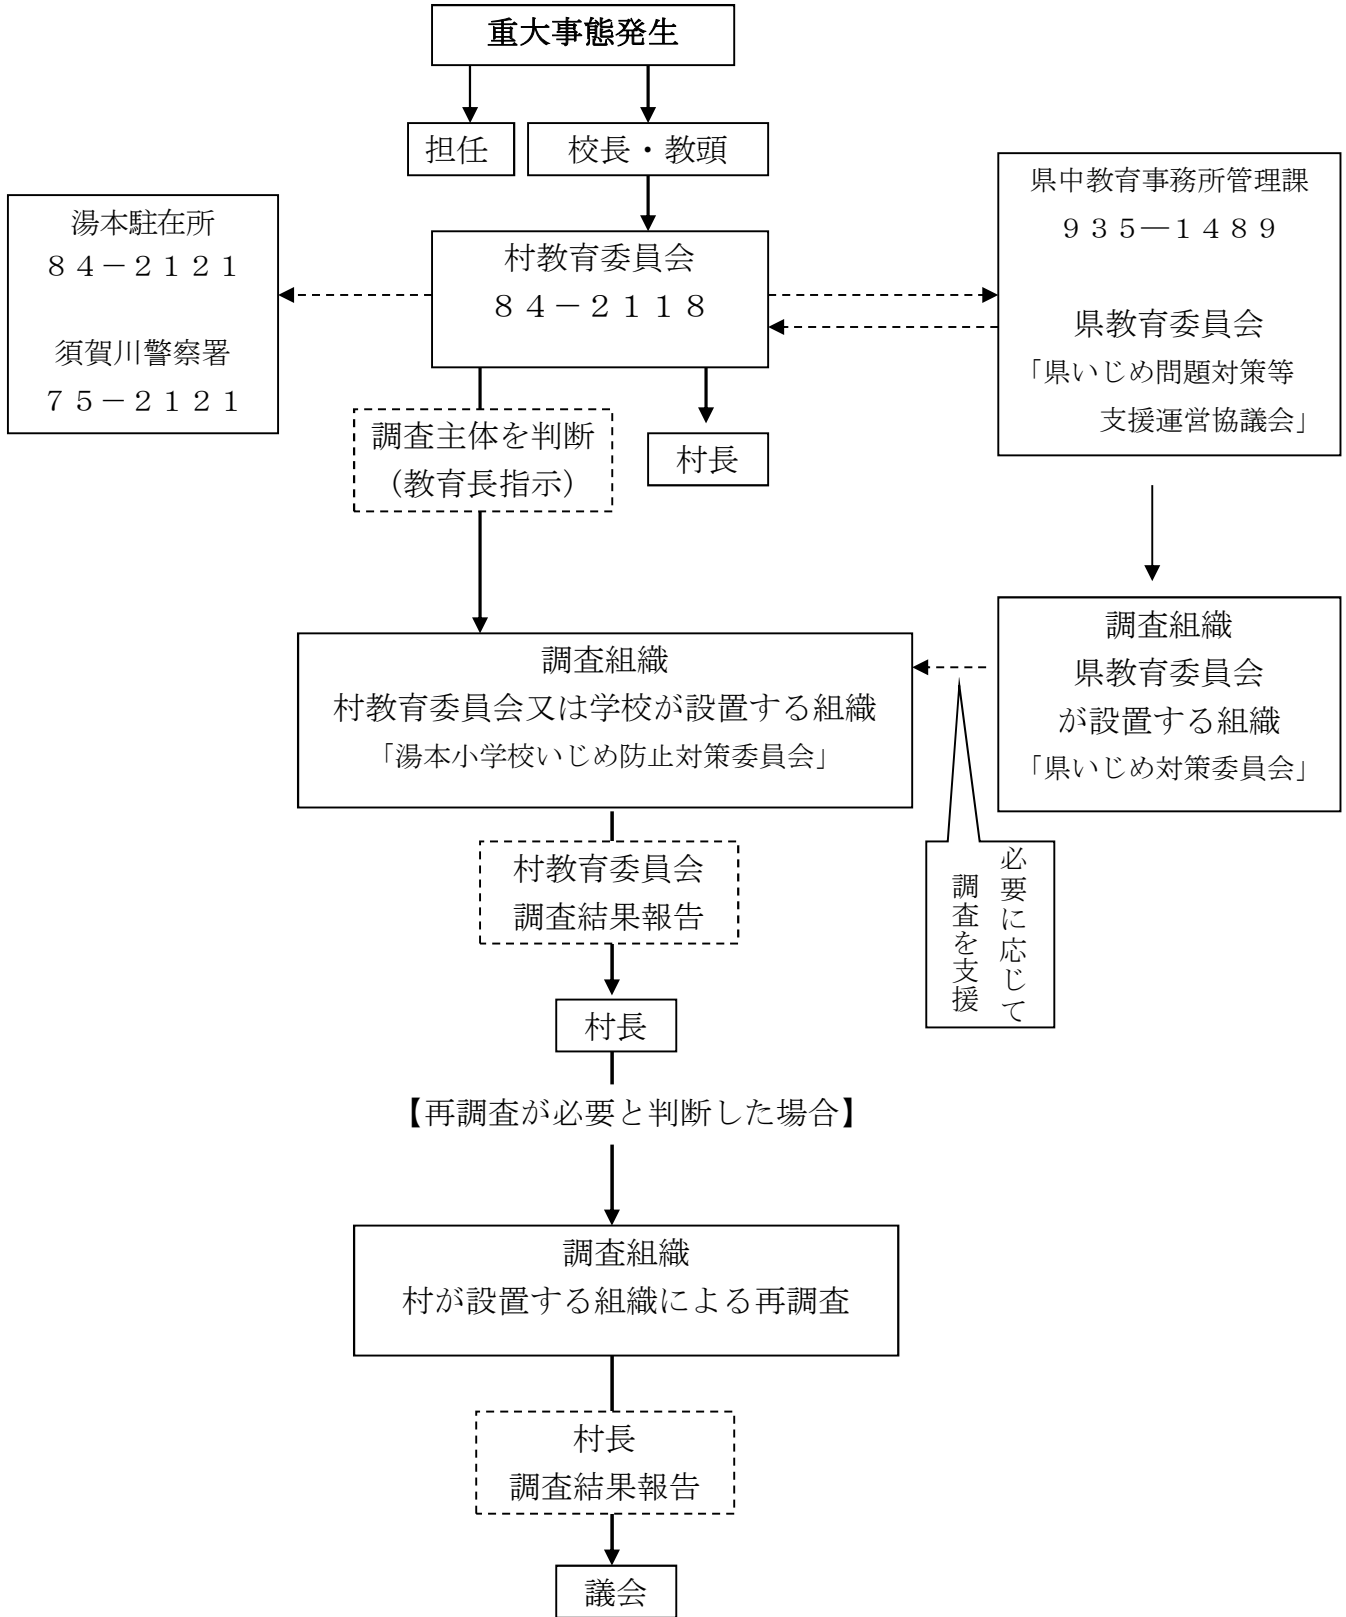 重大事態発生
担任
校長・教頭
湯本駐在所
８４－２１２１
須賀川警察署
７５－２１２１
村教育委員会
８４－２１１８
県中教育事務所管理課
９３５―１４８９
県教育委員会
「県いじめ問題対策等
支援運営協議会」
調査主体を判断
（教育長指示）
村長
調査組織
村教育委員会又は学校が設置する組織
「湯本小学校いじめ防止対策委員会」
調査組織
県教育委員会
が設置する組織
「県いじめ対策委員会」
必要に応じて
調査を支援
村教育委員会
調査結果報告
村長
【再調査が必要と判断した場合】
調査組織
村が設置する組織による再調査
村長
調査結果報告
議会